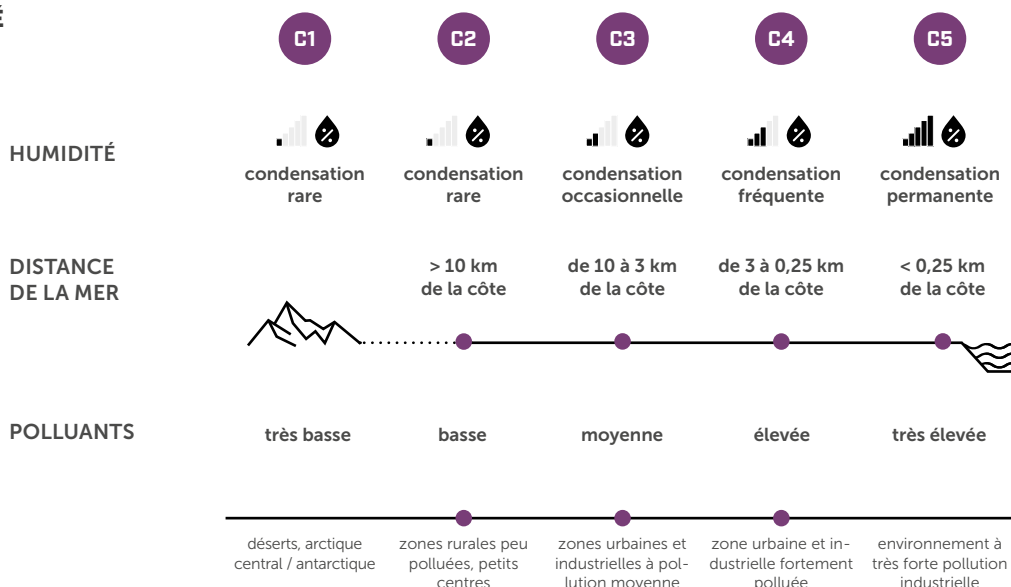 É
C1 C2 C3 C4 C5
HUMIDITÉ
condensation
rare
condensation
rare
condensation
occasionnelle
condensation
fréquente
condensation
permanente
DISTANCE
DE LA MER
> 10 km
de la côte
de 10 à 3 km
de la côte
de 3 à 0,25 km
de la côte
< 0,25 km
de la côte
POLLUANTS
très basse
basse
moyenne
élevée
très élevée
déserts, arctique
central / antarctique
zones rurales peu
polluées, petits
centres
zones urbaines et
industrielles à pol-
lution moyenne
zone urbaine et in-
dustrielle fortement
polluée
environnement à
très forte pollution
industrielle